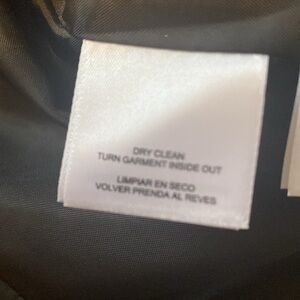 DRY CLEAN
TURN GARMENT INSIDE OUT
LIMPIAR EN SECO
VOLVER PRENDA AL REVES